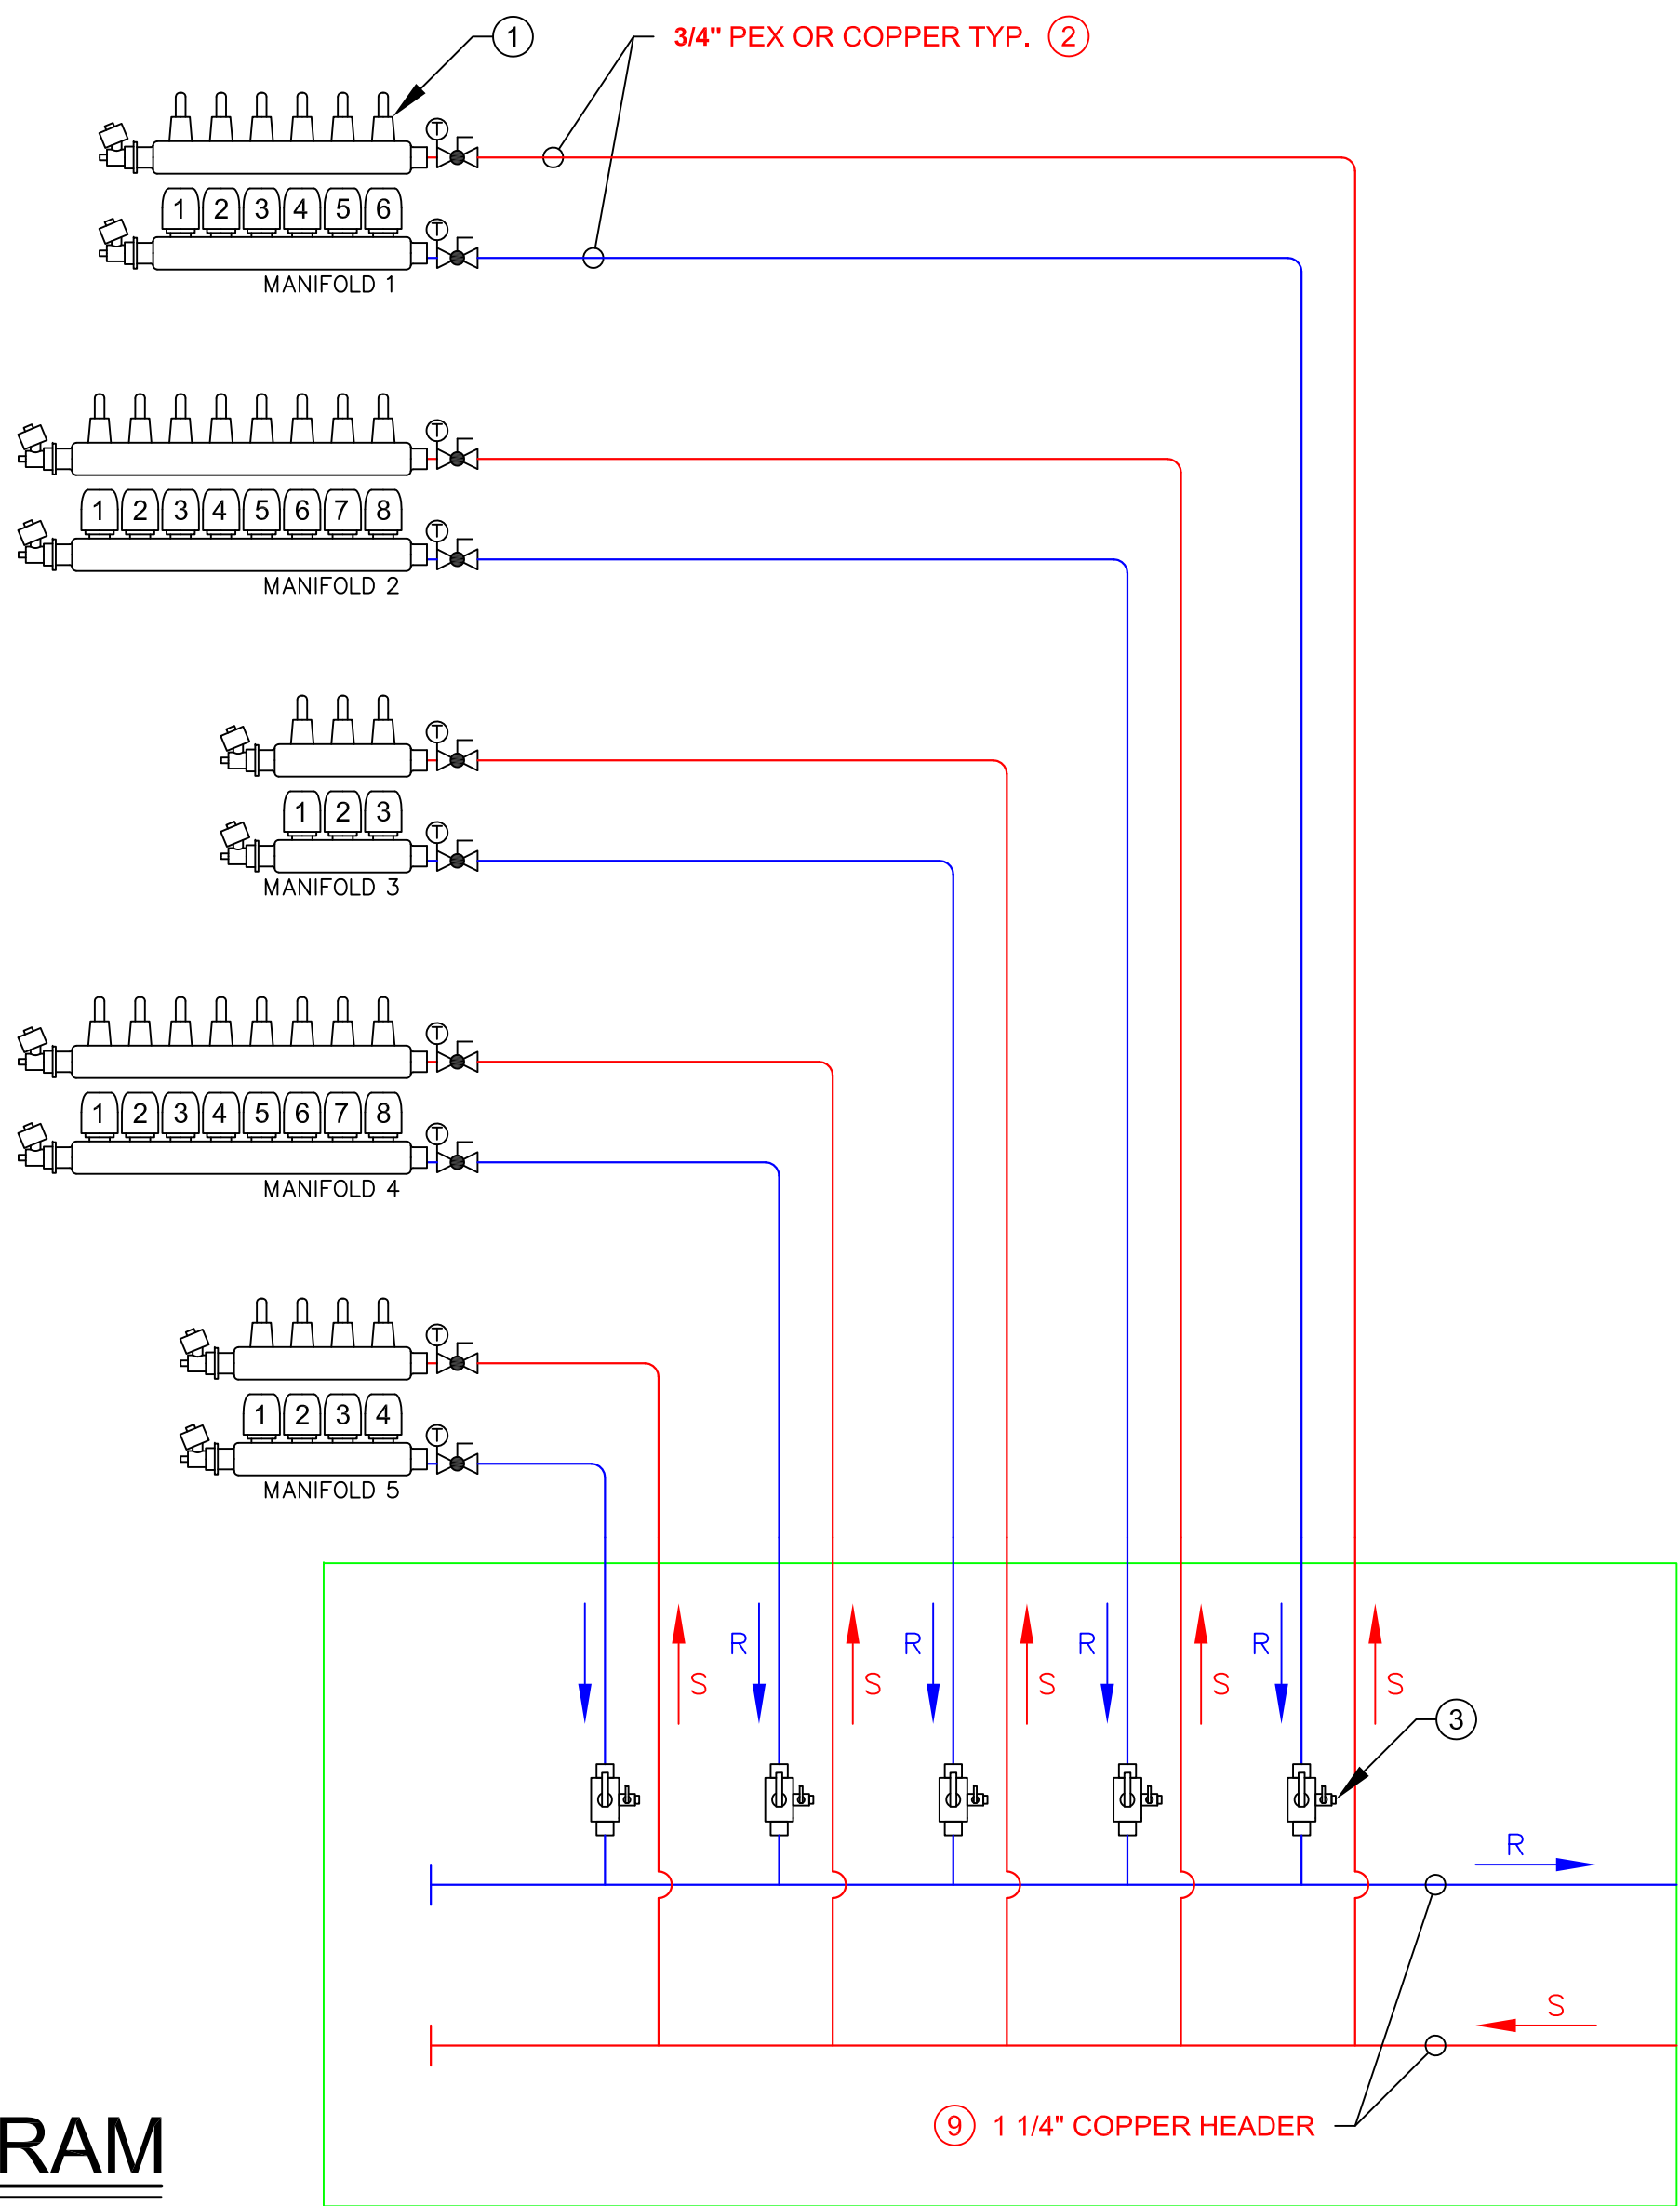 1
3/4" PEX OR COPPER TYP. 2
T
1 2 3 4 5 6
T
MANIFOLD 1
T
1 2 3 4 5 6 7 8
T
MANIFOLD 2
T
1 2 3
T
MANIFOLD 3
T
1 2 3 4 5 6 7 8
T
MANIFOLD 4
T
1 2 3 4
T
MANIFOLD 5
R R R R
S S S S S
3
R
S
9 1 1/4" COPPER HEADER
RAM